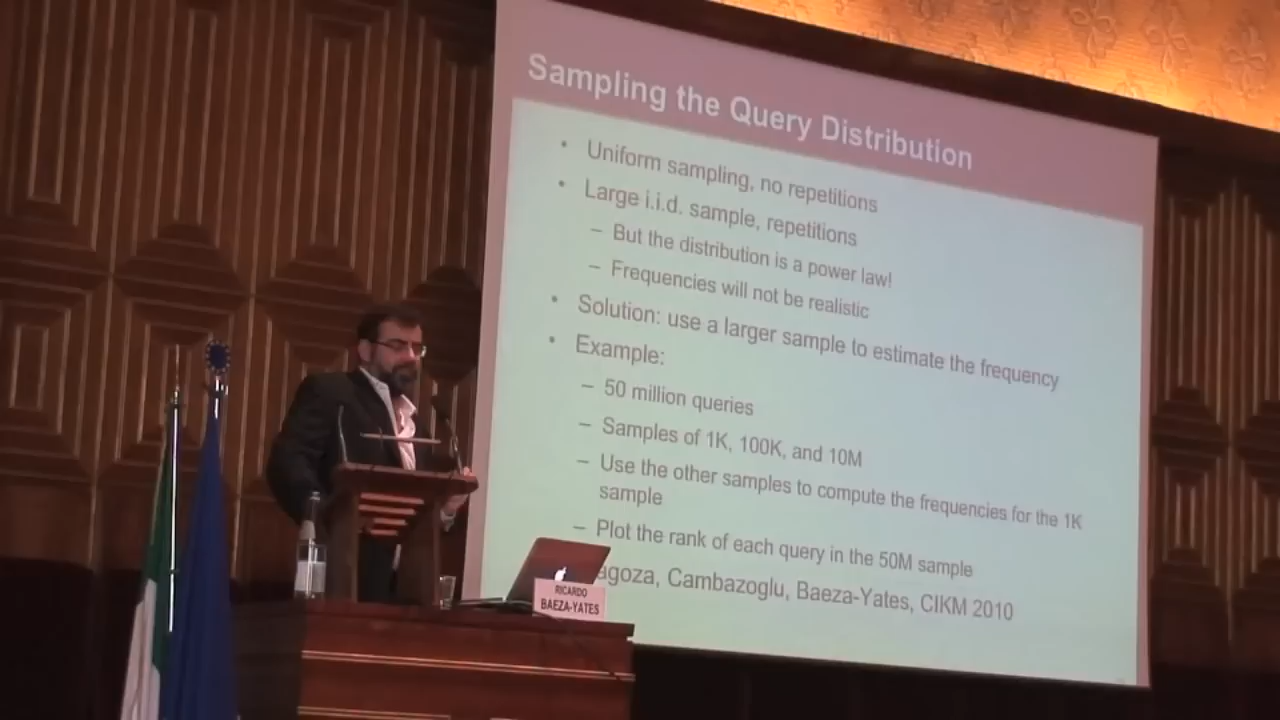 Sampling the Query Distribution
• Uniform sampling, no repetitions
• Large i.i.d. sample, repetitions
– But the distribution is a power law!
– Frequencies will not be realistic
• Solution: use a larger sample to estimate the frequency
• Example:
– 50 million queries
– Samples of 1K, 100K, and 10M
– Use the other samples to compute the frequencies for the 1K
sample
– Plot the rank of each query in the 50M sample
agoza, Cambazoglu, Baeza-Yates, CIKM 2010
RICARDO
BAEZA-YATES